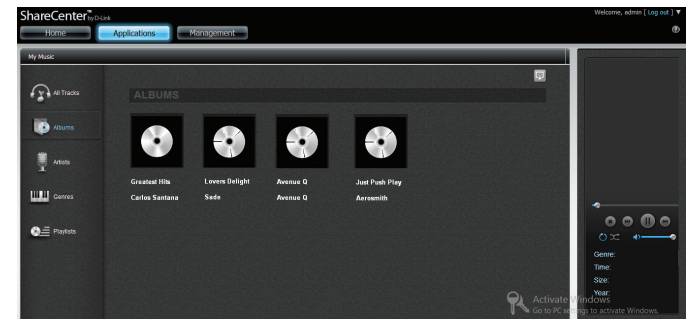 ShareCenter™ by D-Link
Welcome, admin [ Log out ] ▼
Home Applications Management
My Music
All Tracks
Albums
Artists
Genres
Playlists
ALBUMS
Greatest Hits Lovers Delight Avenue Q Just Push Play
Carlos Santana Sade Avenue Q Aerosmith
Genre:
Time:
Size:
Year:
Activate Windows
Go to PC settings to activate Windows.